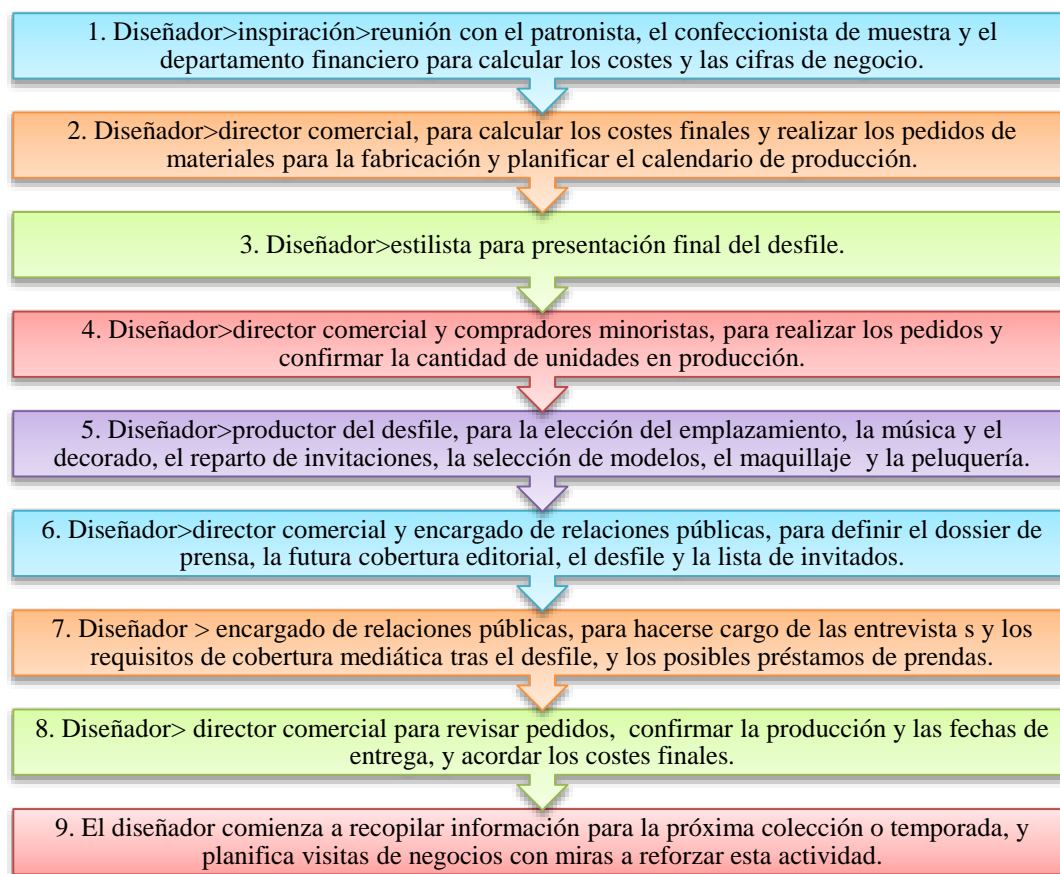 1. Diseñador>inspiración>reunión con el patronista, el confeccionista de muestra y el
departamento financiero para calcular los costes y las cifras de negocio.
2. Diseñador>director comercial, para calcular los costes finales y realizar los pedidos de
materiales para la fabricación y planificar el calendario de producción.
3. Diseñador>estilista para presentación final del desfile.
4. Diseñador>director comercial y compradores minoristas, para realizar los pedidos y
confirmar la cantidad de unidades en producción.
5. Diseñador>productor del desfile, para la elección del emplazamiento, la música y el
decorado, el reparto de invitaciones, la selección de modelos, el maquillaje y la peluquería.
6. Diseñador>director comercial y encargado de relaciones públicas, para definir el dossier de
prensa, la futura cobertura editorial, el desfile y la lista de invitados.
7. Diseñador > encargado de relaciones públicas, para hacerse cargo de las entrevista s y los
requisitos de cobertura mediática tras el desfile, y los posibles préstamos de prendas.
8. Diseñador> director comercial para revisar pedidos, confirmar la producción y las fechas de
entrega, y acordar los costes finales.
9. El diseñador comienza a recopilar información para la próxima colección o temporada, y
planifica visitas de negocios con miras a reforzar esta actividad.